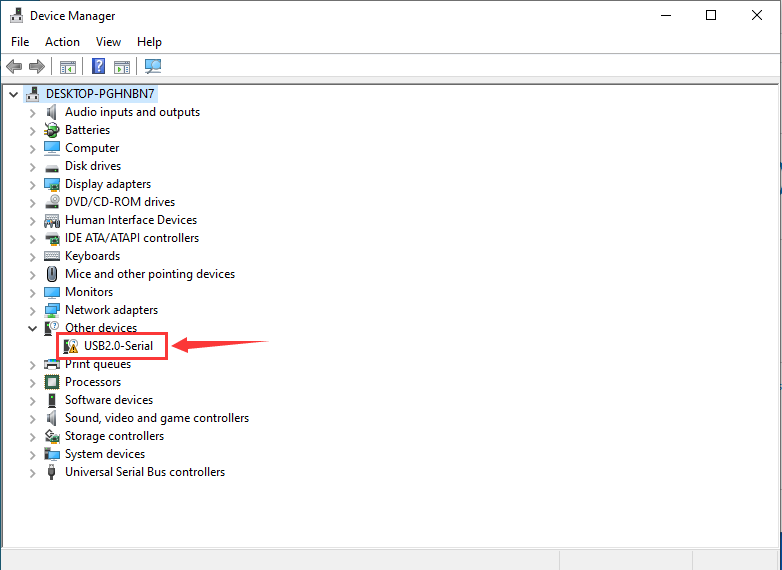 Device Manager
File Action View Help
DESKTOP-PGHNBN7
Audio inputs and outputs
Batteries
Computer
Disk drives
Display adapters
DVD/CD-ROM drives
Human Interface Devices
IDE ATA/ATAPI controllers
Keyboards
Mice and other pointing devices
Monitors
Network adapters
Other devices
USB2.0-Serial
Print queues
Processors
Software devices
Sound, video and game controllers
Storage controllers
System devices
Universal Serial Bus controllers